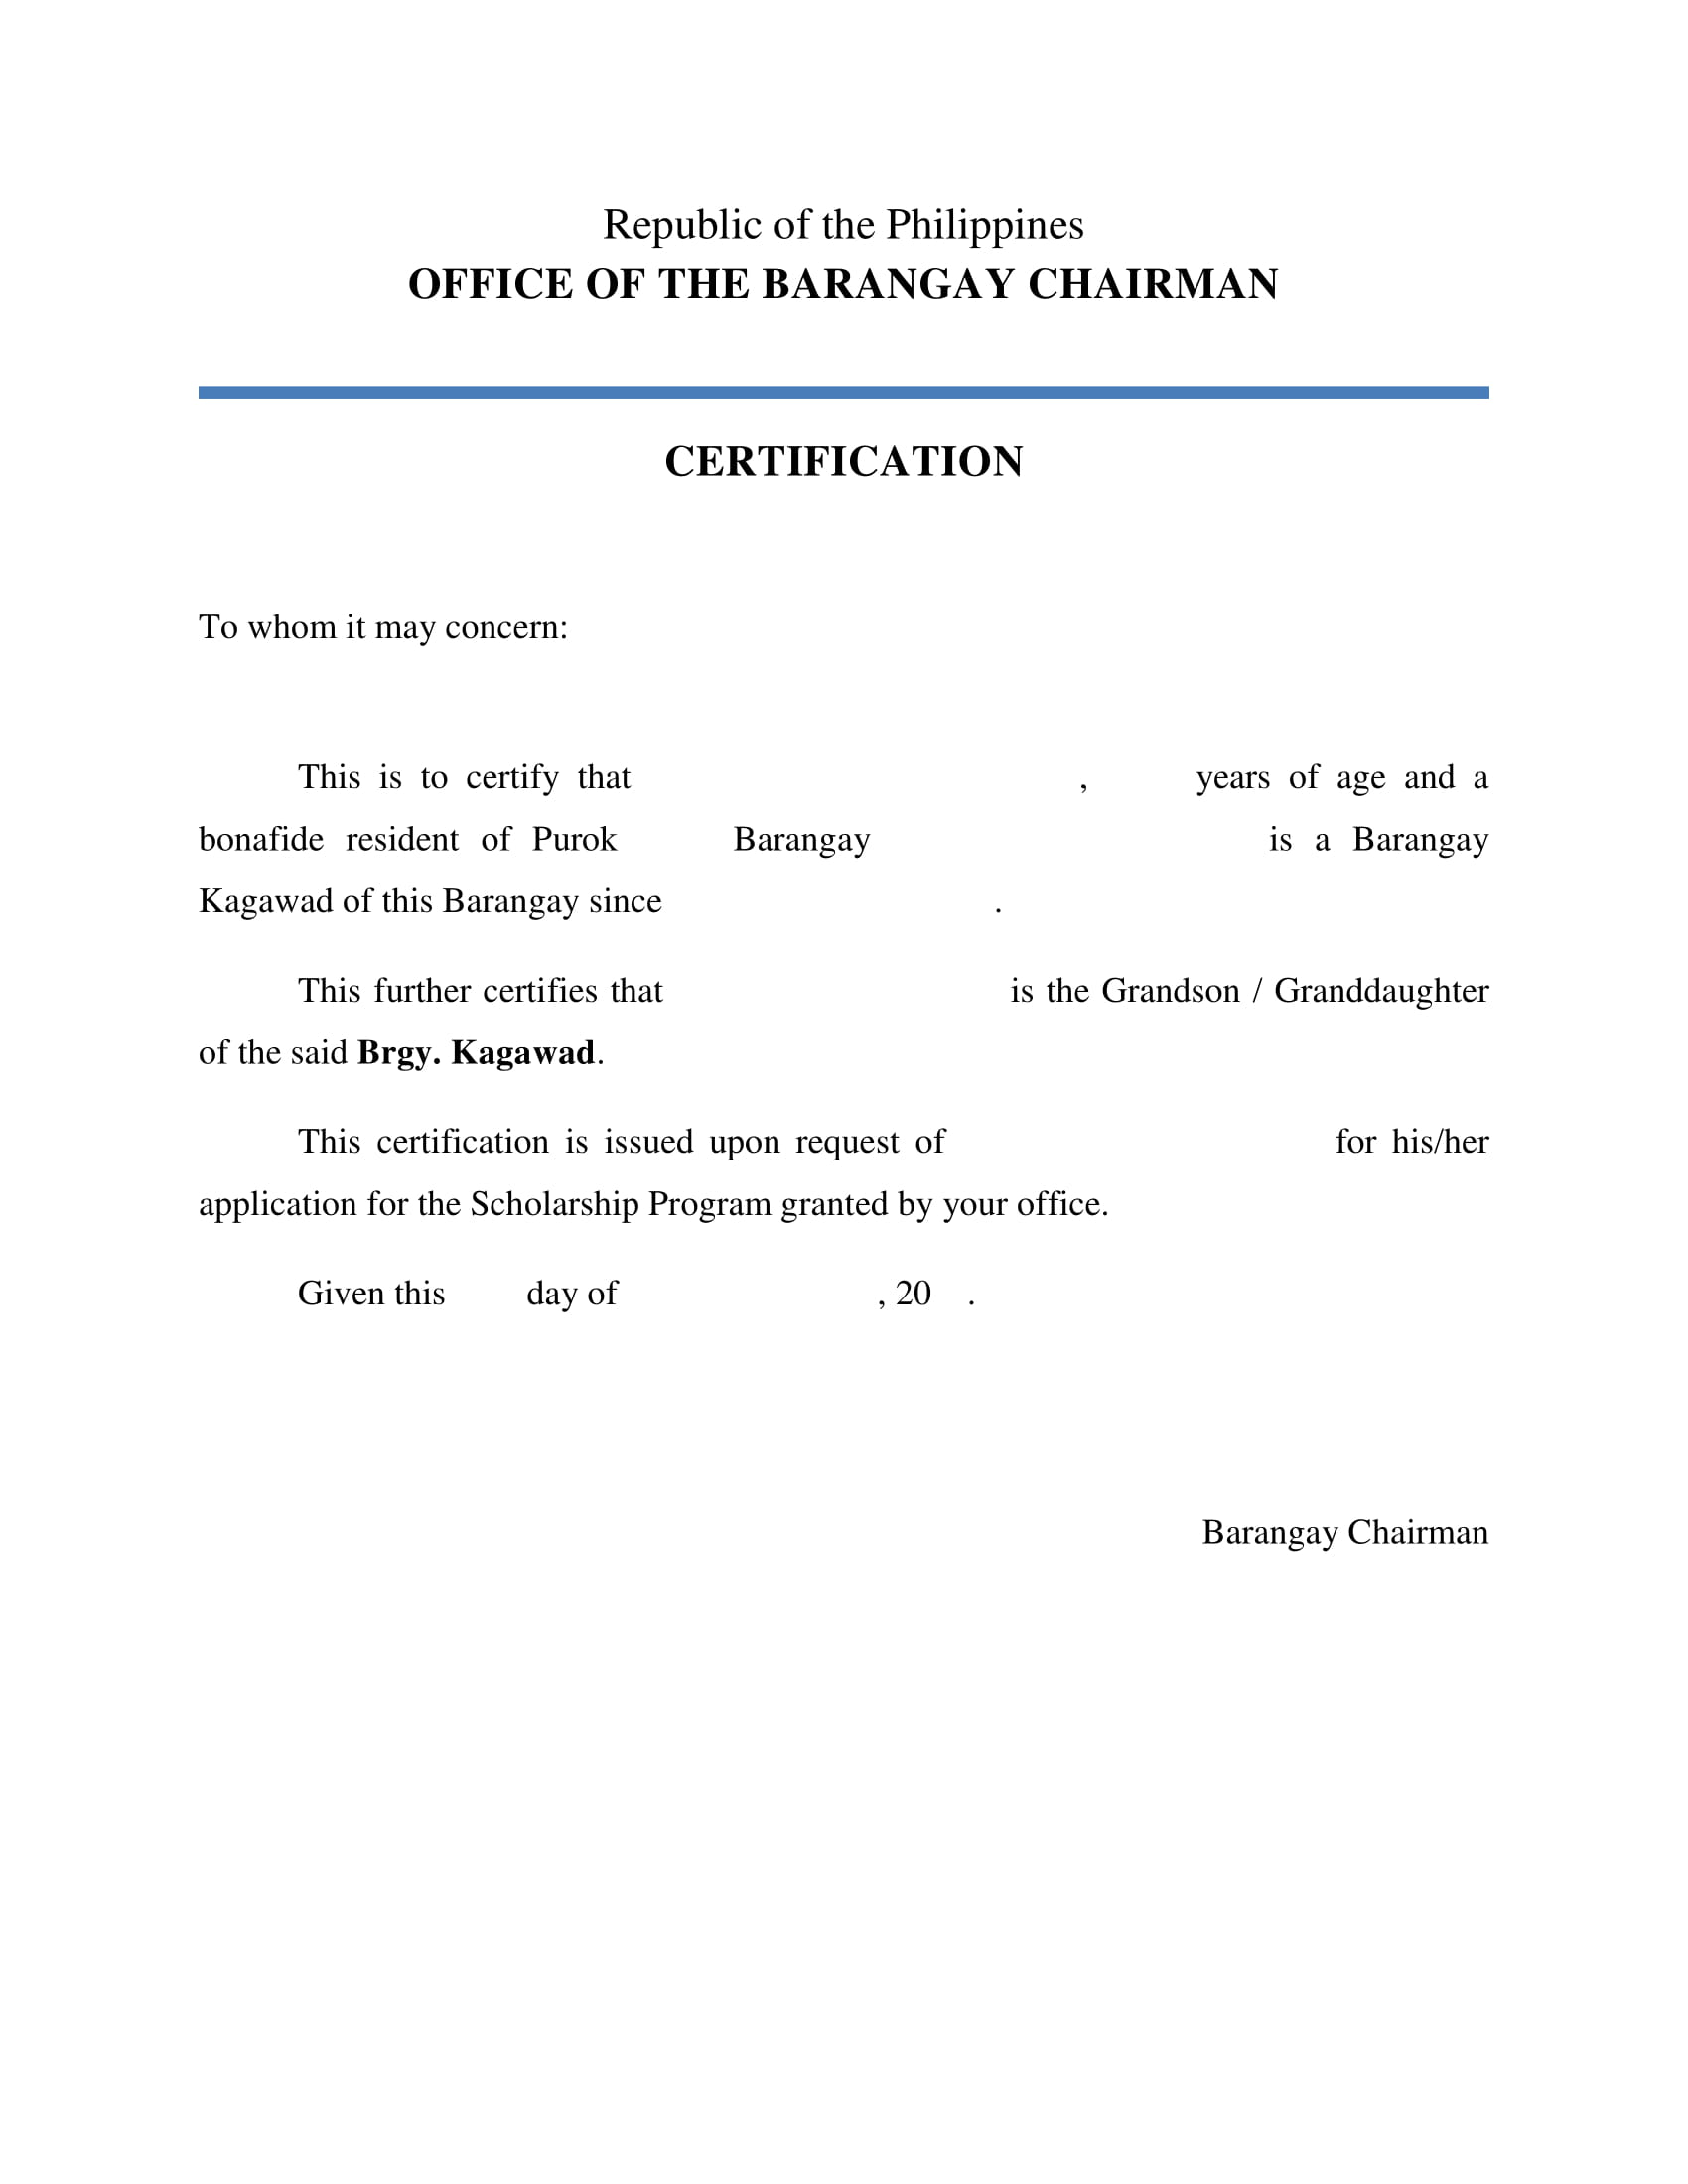 Republic of the Philippines
OFFICE OF THE BARANGAY CHAIRMAN
CERTIFICATION
To whom it may concern:
This is to certify that , years of age and a
bonafide resident of Purok Barangay is a Barangay
Kagawad of this Barangay since .
This further certifies that is the Grandson / Granddaughter
of the said Brgy. Kagawad.
This certification is issued upon request of for his/her
application for the Scholarship Program granted by your office.
Given this day of , 20 .
Barangay Chairman